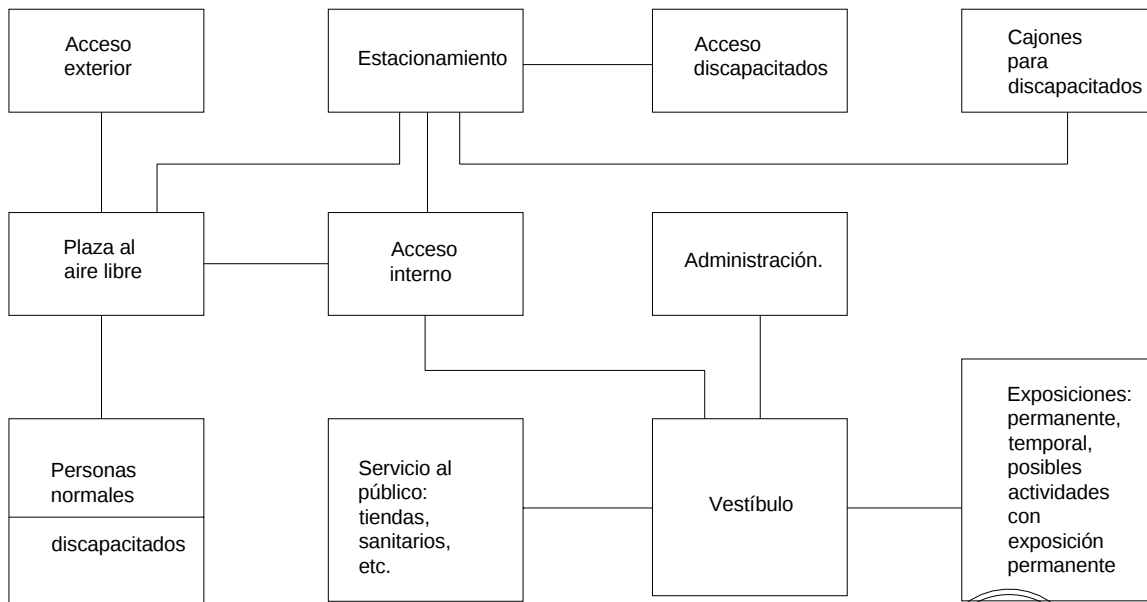 Acceso
exterior
Estacionamiento
Acceso
discapacitados
Cajones
para
discapacitados
Plaza al
aire libre
Acceso
interno
Administración.
Personas
normales
discapacitados
Servicio al
público:
tiendas,
sanitarios,
etc.
Vestíbulo
Exposiciones:
permanente,
temporal,
posibles
actividades
con
exposición
permanente